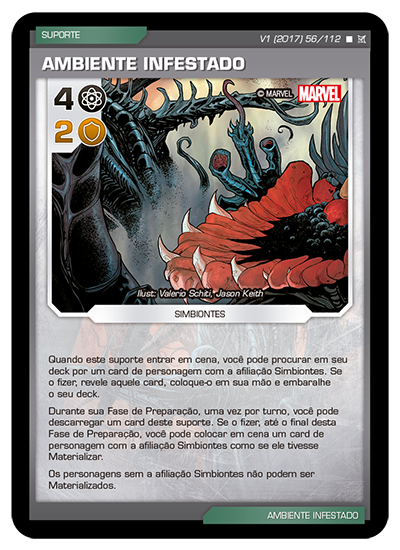 SUPORTE
V1 (2017) 56/112
AMBIENTE INFESTADO
4
2
© MARVEL MARVEL
Ilust: Valerio Schiti, Jason Keith
SIMBIONTES
Quando este suporte entrar em cena, você pode procurar em seu
deck por um card de personagem com a afiliação Simbiontes. Se
o fizer, revele aquele card, coloque-o em sua mão e embaralhe
o seu deck.
Durante sua Fase de Preparação, uma vez por turno, você pode
descarregar um card deste suporte. Se o fizer, até o final desta
Fase de Preparação, você pode colocar em cena um card de
personagem com a afiliação Simbiontes como se ele tivesse
Materializar.
Os personagens sem a afiliação Simbiontes não podem ser
Materializados.
AMBIENTE INFESTADO